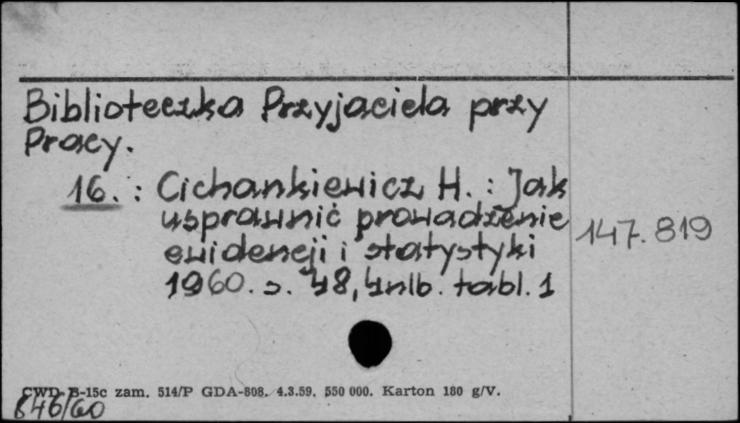 Biblioteczka Przyjaciela przy
Pracy.
16. : Cichankiewicz H. : Jak
usprawnić prowadzenie
ewidencji i statystyki
1960. s. 48, 4nlb. tabl. 1
147.819
CWD B-15c zam. 514/P GDA-808. 4.3.59. 550 000. Karton 180 g/V.
846/60